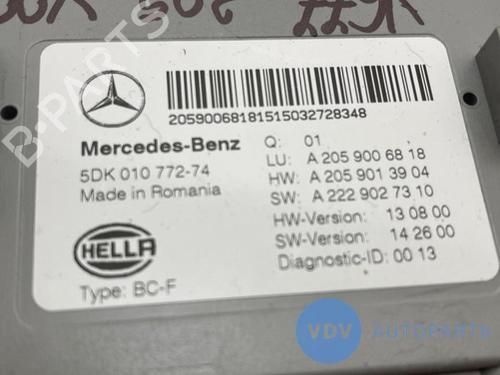 205900681815150327283​48
Mercedes-Benz
5DK 010 772-74
Made in Romania
HELLA
Type: BC-F
Q: 01
LU: A 205 900 68 18
HW: A 205 901 39 04
SW: A 222 902 73 10
HW-Version: 13 08 00
SW-Version: 14 26 00
Diagnostic-ID: 00 13
B-PARTS
VDV AUTOPARTS